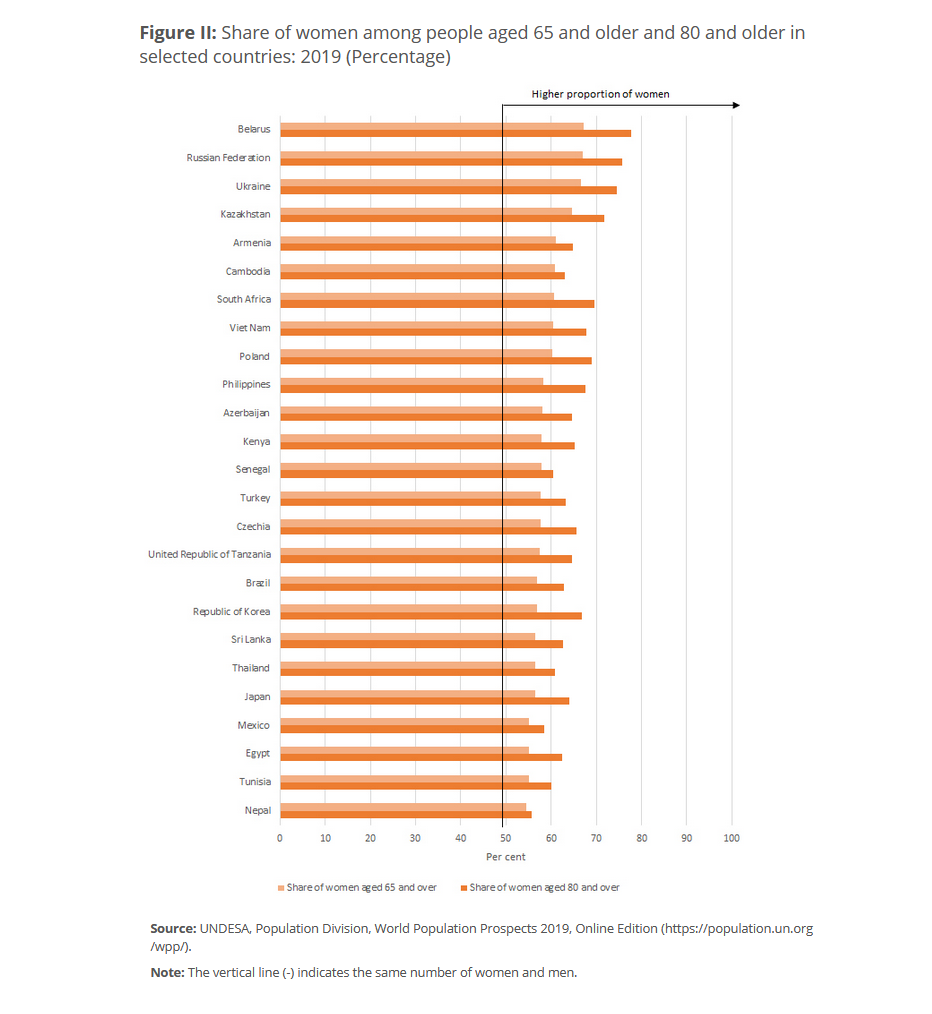 Figure II: Share of women among people aged 65 and older and 80 and older in
selected countries: 2019 (Percentage)
Higher proportion of women
Belarus
Russian Federation
Ukraine
Kazakhstan
Armenia
Cambodia
South Africa
Viet Nam
Poland
Philippines
Azerbaijan
Kenya
Senegal
Turkey
Czechia
United Republic of Tanzania
Brazil
Republic of Korea
Sri Lanka
Thailand
Japan
Mexico
Egypt
Tunisia
Nepal
0 10 20 30 40 50 60 70 80 90 100
Per cent
Share of women aged 65 and over Share of women aged 80 and over
Source: UNDESA, Population Division, World Population Prospects 2019, Online Edition (https://population.un.org
/wpp/).
Note: The vertical line (-) indicates the same number of women and men.